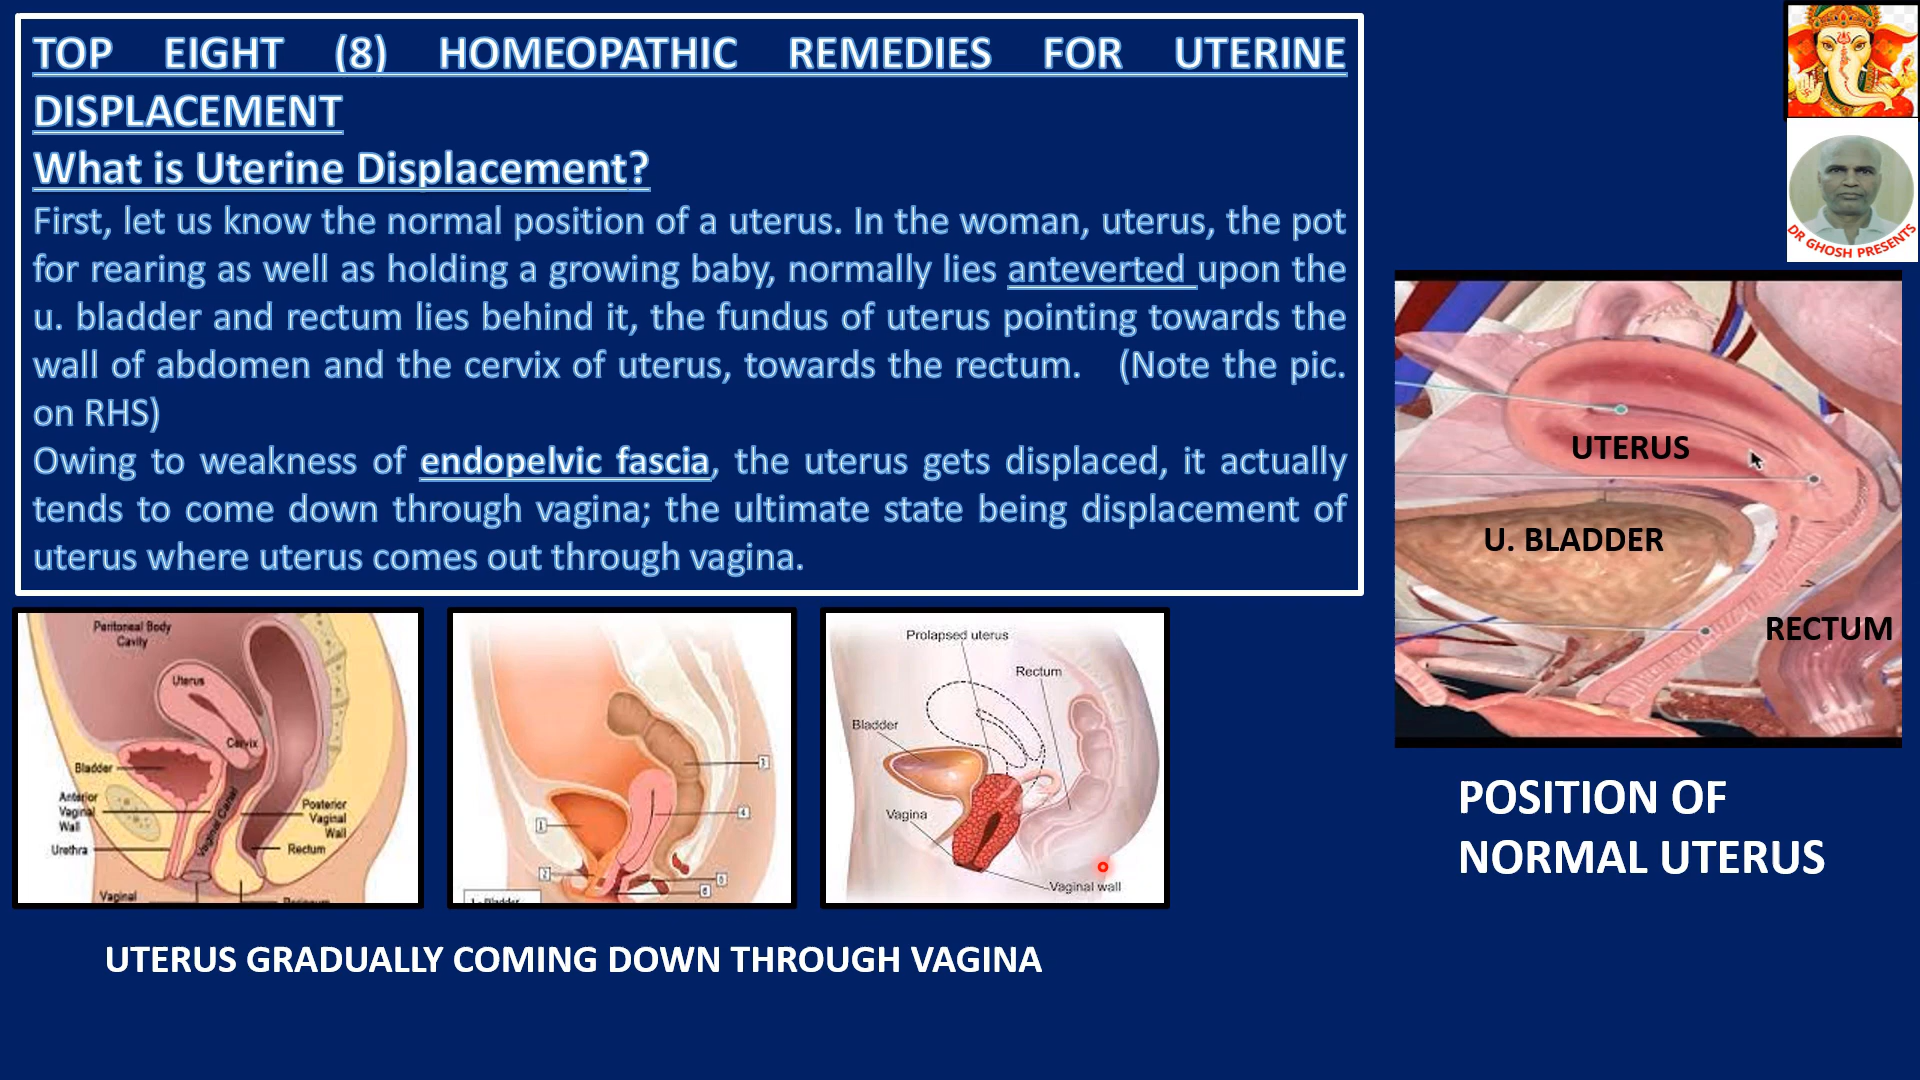 TOP EIGHT (8) HOMEOPATHIC REMEDIES FOR UTERINE
DISPLACEMENT
What is Uterine Displacement?
First, let us know the normal position of a uterus. In the woman, uterus, the pot
for rearing as well as holding a growing baby, normally lies anteverted upon the
u. bladder and rectum lies behind it, the fundus of uterus pointing towards the
wall of abdomen and the cervix of uterus, towards the rectum. (Note the pic.
on RHS)
Owing to weakness of endopelvic fascia, the uterus gets displaced, it actually
tends to come down through vagina; the ultimate state being displacement of
uterus where uterus comes out through vagina.
DR GHOSH PRESENTS
UTERUS
U. BLADDER
RECTUM
POSITION OF
NORMAL UTERUS
Peritoneal Body
Cavity
Uterus
Cervix
Bladder
Anterior
Vaginal
Wall
Urethra
Vaginal Canal
Posterior
Vaginal
Wall
Rectum
Vaginal
Perineum
1
2
3
4
5
6
1- Bladder
Prolapsed uterus
Rectum
Bladder
Vagina
Vaginal wall
UTERUS GRADUALLY COMING DOWN THROUGH VAGINA